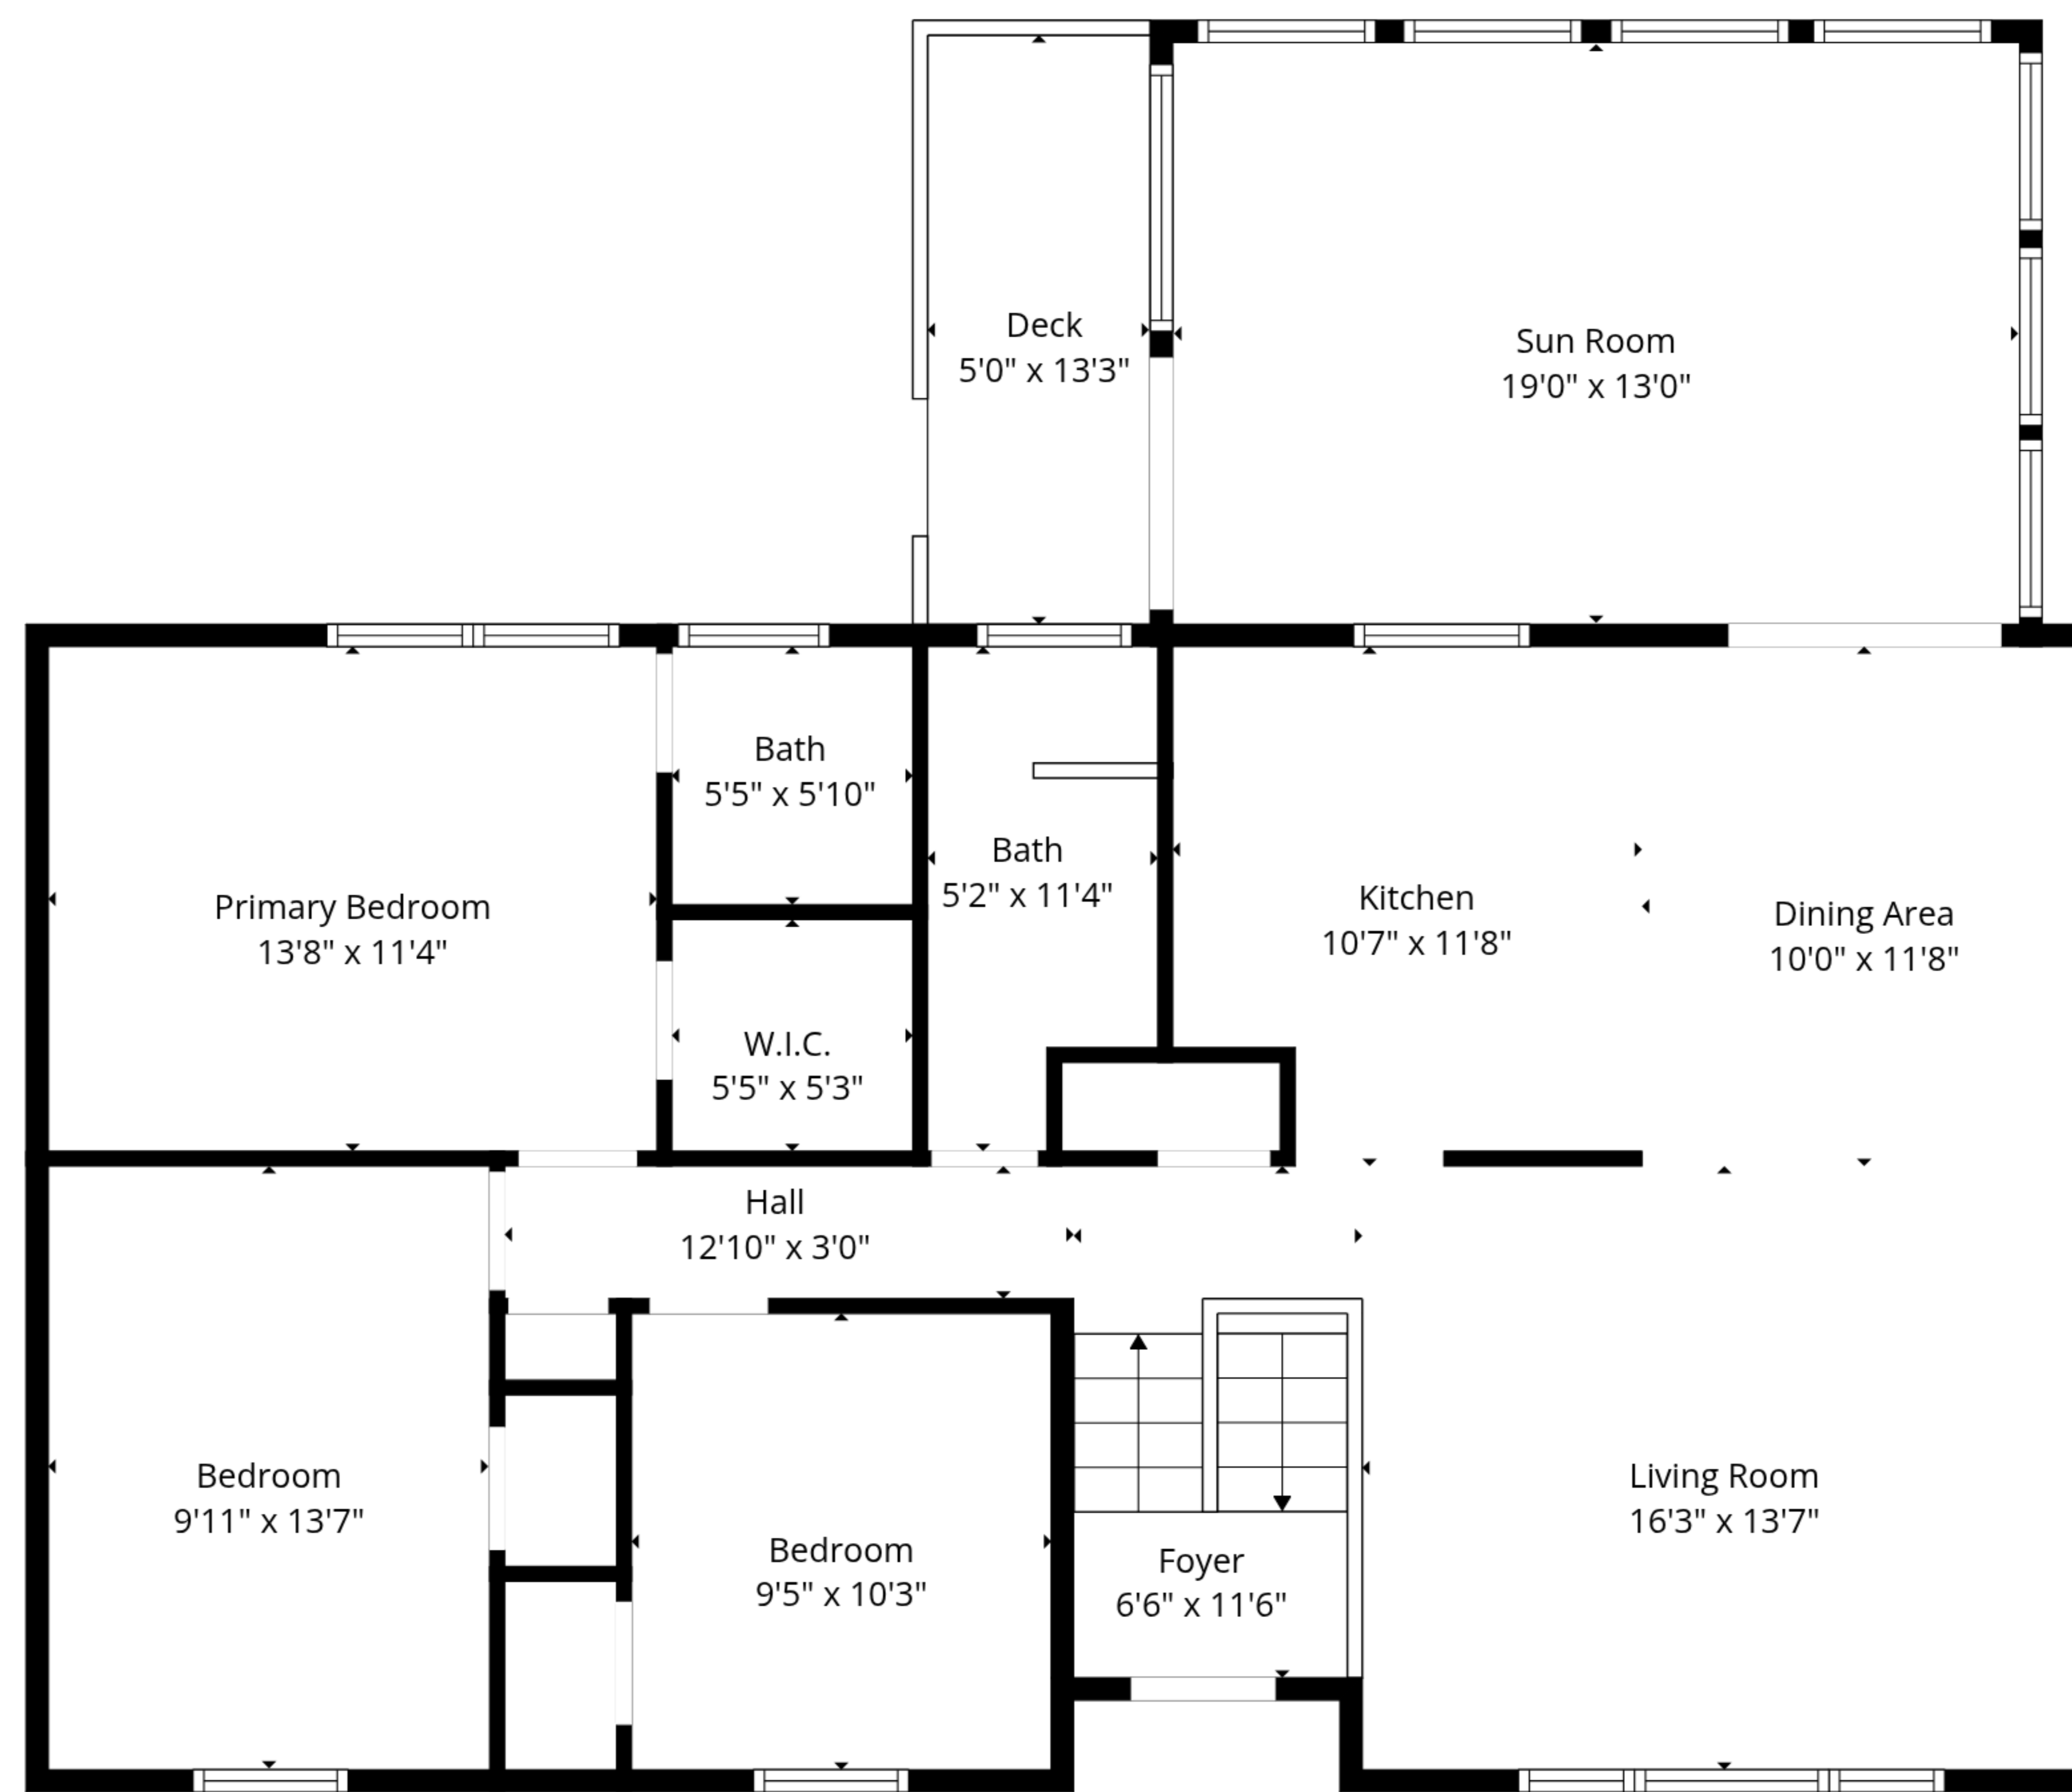 Deck
5'0" x 13'3"
Sun Room
19'0" x 13'0"
Bath
5'5" x 5'10"
Bath
5'2" x 11'4"
Primary Bedroom
13'8" x 11'4"
Kitchen
10'7" x 11'8"
Dining Area
10'0" x 11'8"
W.I.C.
5'5" x 5'3"
Hall
12'10" x 3'0"
Bedroom
9'11" x 13'7"
Bedroom
9'5" x 10'3"
Foyer
6'6" x 11'6"
Living Room
16'3" x 13'7"